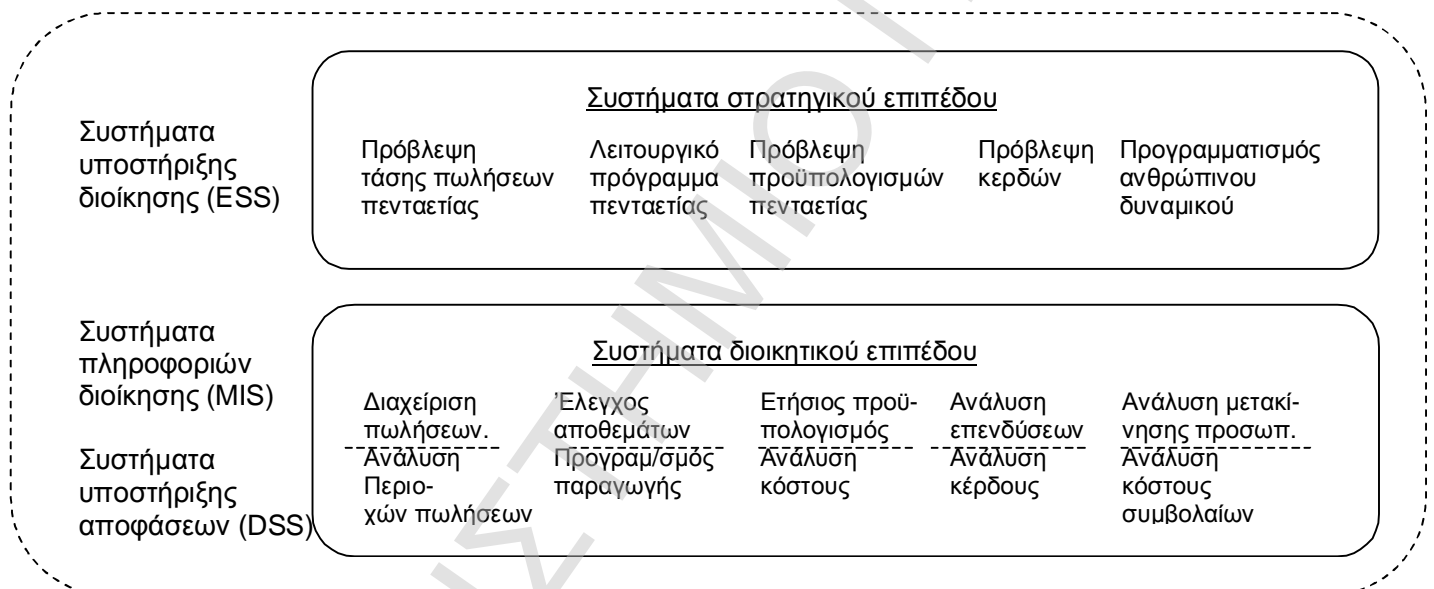 Συστήματα
υποστήριξης
διοίκησης (ESS)
Συστήματα στρατηγικού επιπέδου
Πρόβλεψη
τάσης πωλήσεων
πενταετίας
Λειτουργικό
πρόγραμμα
πενταετίας
Πρόβλεψη
προϋπολογισμών
πενταετίας
Πρόβλεψη
κερδών
Προγραμματισμός
ανθρώπινου
δυναμικού
Συστήματα
πληροφοριών
διοίκησης (MIS)
Συστήματα
υποστήριξης
αποφάσεων (DSS)
Συστήματα διοικητικού επιπέδου
Διαχείριση
πωλήσεων.
Ανάλυση
Περιο-
χών πωλήσεων
Έλεγχος
αποθεμάτων
Προγραμ/σμός
παραγωγής
Ετήσιος προϋ-
πολογισμός
Ανάλυση
κόστους
Ανάλυση
επενδύσεων
Ανάλυση
κέρδους
Ανάλυση μετακί-
νησης προσωπ.
Ανάλυση
κόστους
συμβολαίων